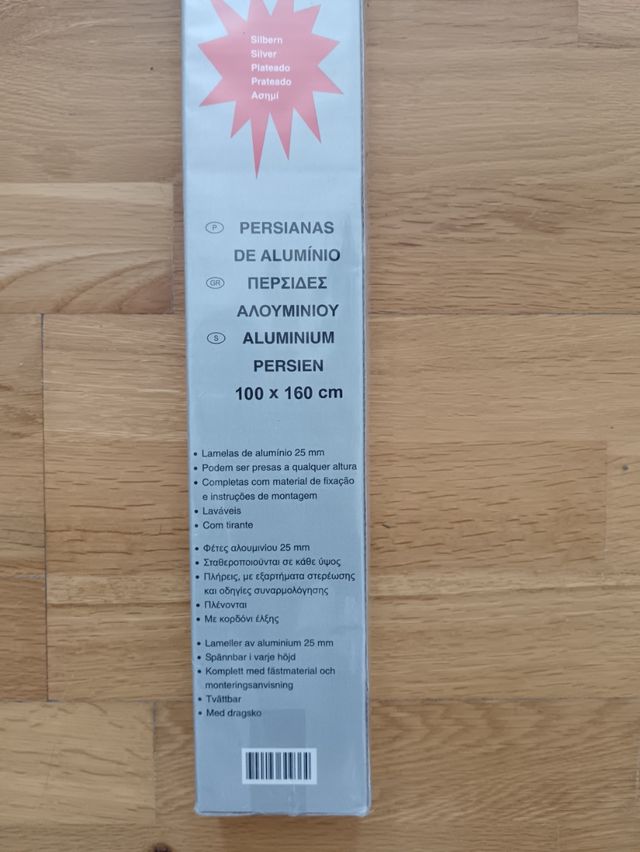 Silbern
Silver
Plateado
Prateado
Ασημί
P PERSIANAS
DE ALUMÍNIO
GR ΠΕΡΣΙΔΕΣ
ΑΛΟΥΜΙΝΙΟΥ
S ALUMINIUM
PERSIEN
100 x 160 cm
• Lamelas de alumínio 25 mm
• Podem ser presas a qualquer altura
• Completas com material de fixação
e instruções de montagem
• Laváveis
• Com tirante
• Φέτες αλουμινίου 25 mm
• Σταθεροποιούνται σε κάθε ύψος
• Πλήρεις, με εξαρτήματα στερέωσης
και οδηγίες συναρμολόγησης
• Πλένονται
• Με κορδόνι έλξης
• Lameller av aluminium 25 mm
• Spännbar i varje höjd
• Komplett med fästmaterial och
monteringsanvisning
• Tvättbar
• Med dragsko